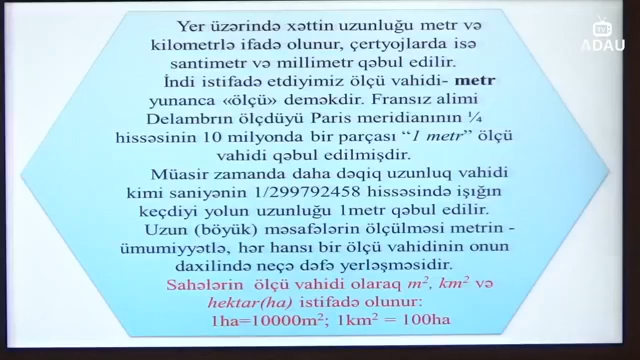 TV
ADAU
Yer üzərində xəttin uzunluğu metr və
kilometrlə ifadə olunur, çertyojlarda isə
santimetr və millimetr qəbul edilir.
İndi istifadə etdiyimiz ölçü vahidi- metr
yunanca «ölçü» deməkdir. Fransız alimi
Delambrın ölçdüyü Paris meridianının ¼
hissəsinin 10 milyonda bir parçası “1 metr” ölçü
vahidi qəbul edilmişdir.
Müasir zamanda daha dəqiq uzunluq vahidi
kimi saniyənin 1/299792458 hissəsində işığın
keçdiyi yolun uzunluğu 1metr qəbul edilir.
Uzun (böyük) məsafələrin ölçülməsi metrin -
ümumiyyətlə, hər hansı bir ölçü vahidinin onun
daxilində neçə dəfə yerləşməsidir.
Sahələrin ölçü vahidi olaraq m², km² və
hektar(ha) istifadə olunur:
1ha=10000m²; 1km² = 100ha